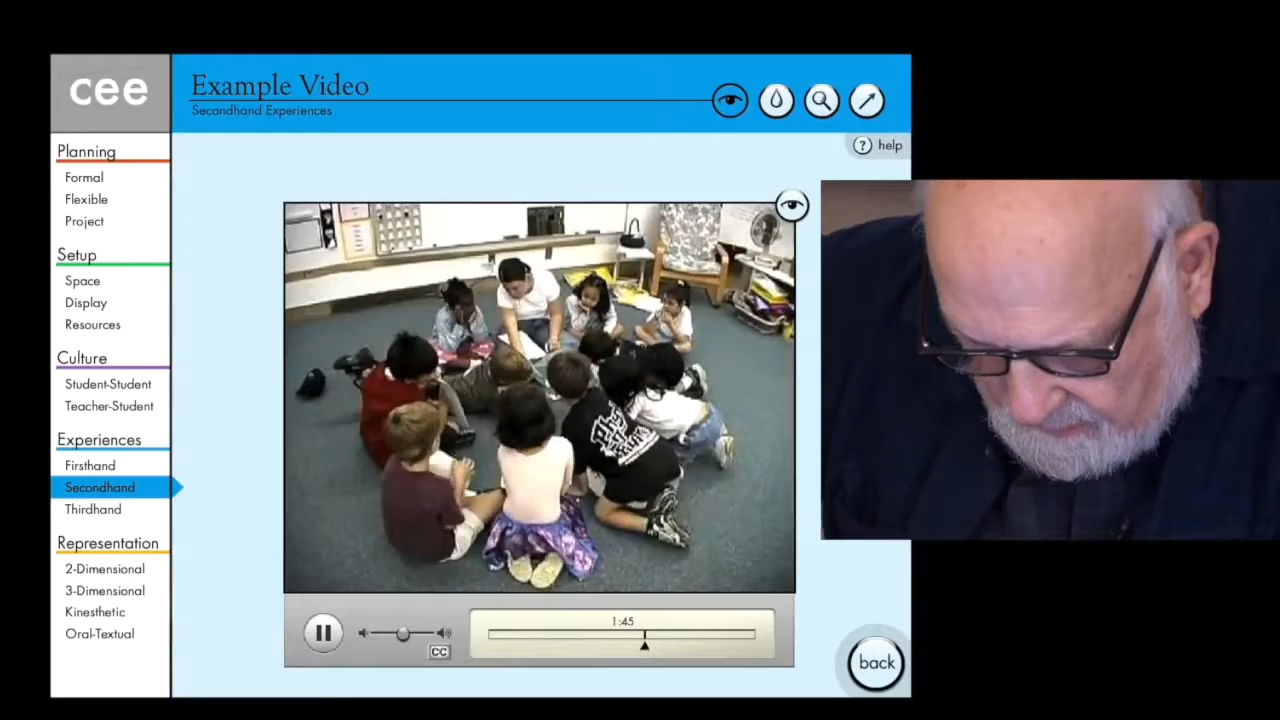 cee
Example Video
Secondhand Experiences
help
Planning
Formal
Flexible
Project
Setup
Space
Display
Resources
Culture
Student-Student
Teacher-Student
Experiences
Firsthand
Secondhand
Thirdhand
Representation
2-Dimensional
3-Dimensional
Kinesthetic
Oral-Textual
1:45
CC
back